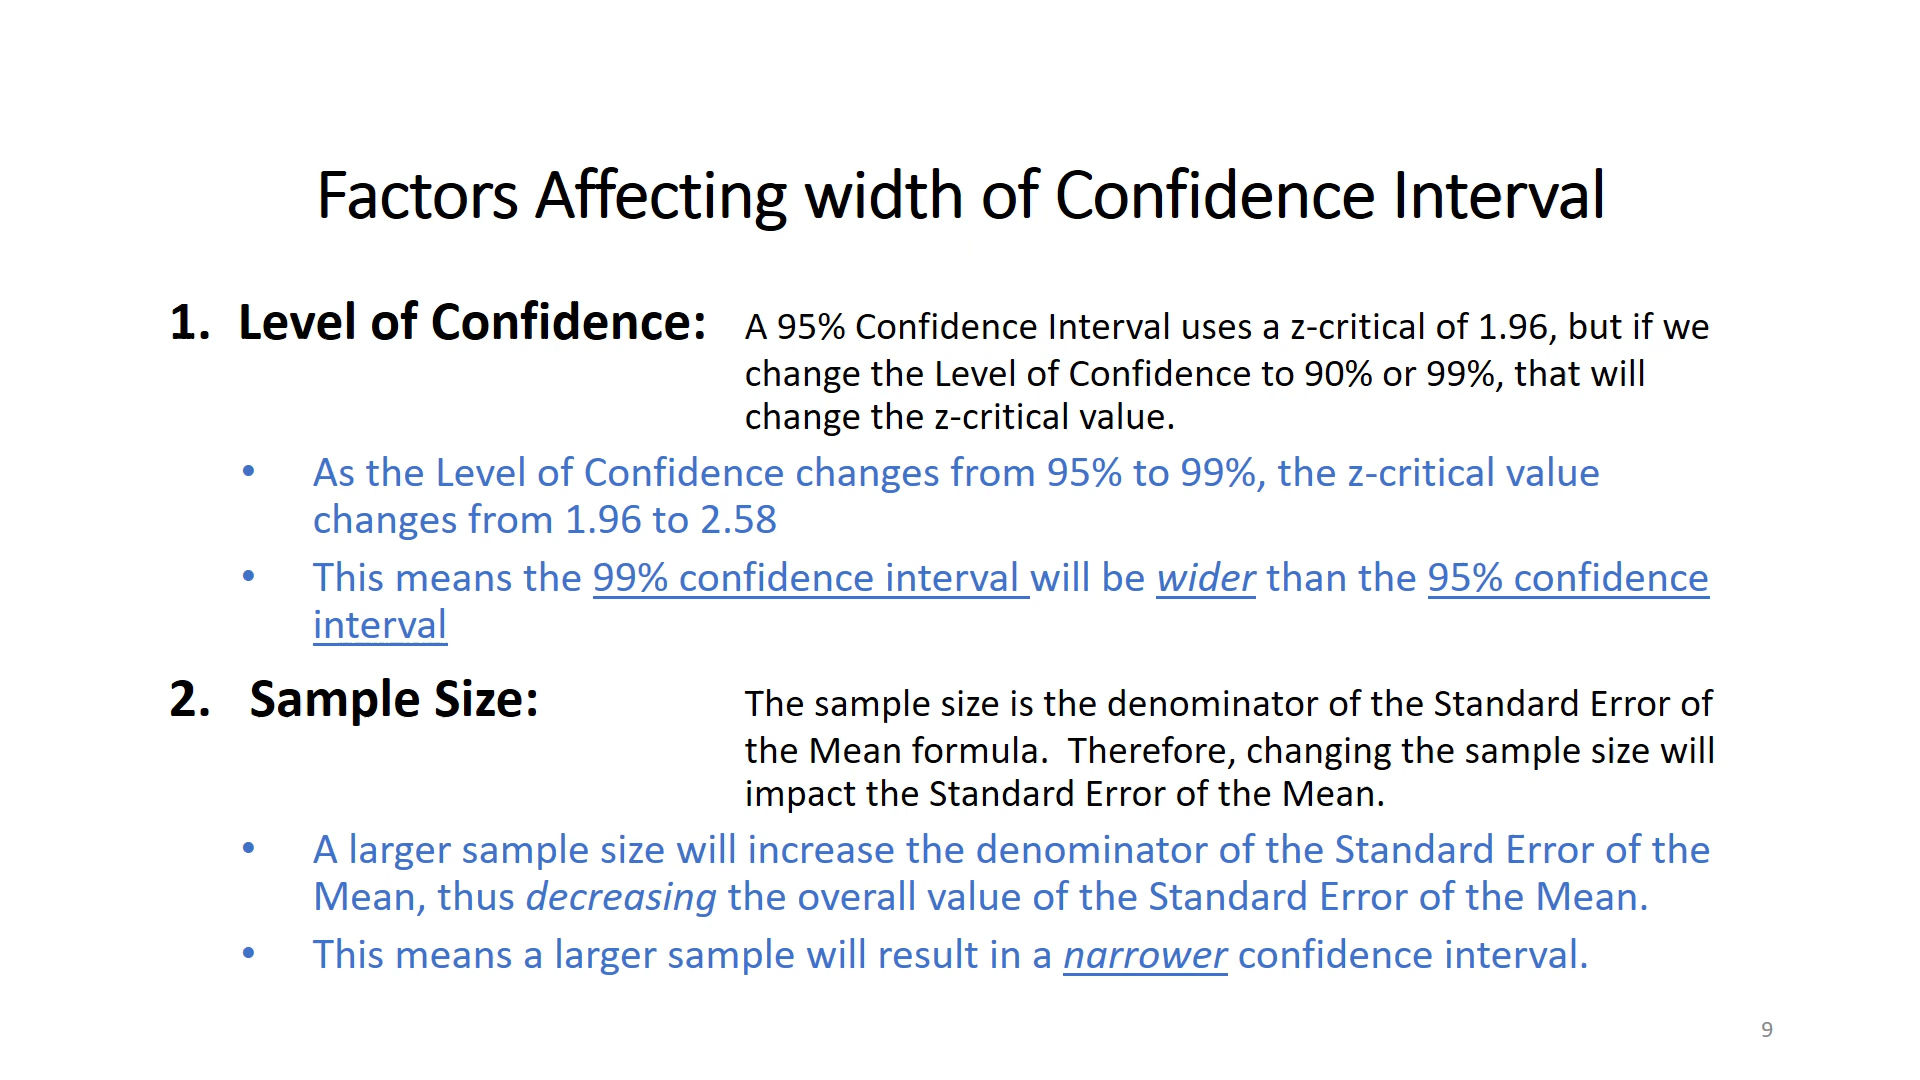 Factors Affecting width of Confidence Interval
1. Level of Confidence: A 95% Confidence Interval uses a z-critical of 1.96, but if we
change the Level of Confidence to 90% or 99%, that will
change the z-critical value.
• As the Level of Confidence changes from 95% to 99%, the z-critical value
changes from 1.96 to 2.58
• This means the 99% confidence interval will be wider than the 95% confidence
interval
2. Sample Size: The sample size is the denominator of the Standard Error of
the Mean formula. Therefore, changing the sample size will
impact the Standard Error of the Mean.
• A larger sample size will increase the denominator of the Standard Error of the
Mean, thus decreasing the overall value of the Standard Error of the Mean.
• This means a larger sample will result in a narrower confidence interval.
9